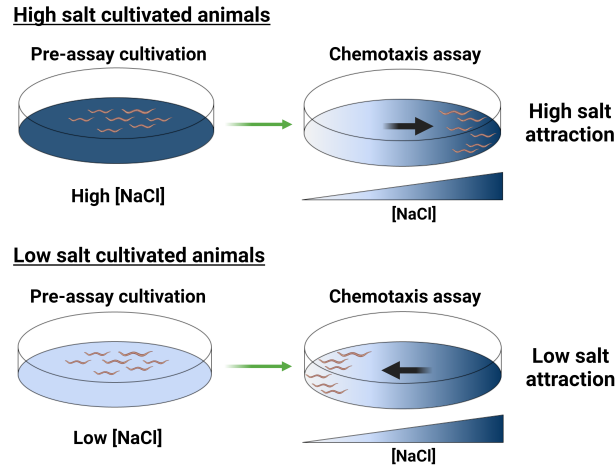 High salt cultivated animals
Pre-assay cultivation
Chemotaxis assay
High salt
attraction
High [NaCl]
[NaCl]
Low salt cultivated animals
Pre-assay cultivation
Chemotaxis assay
Low salt
attraction
Low [NaCl]
[NaCl]